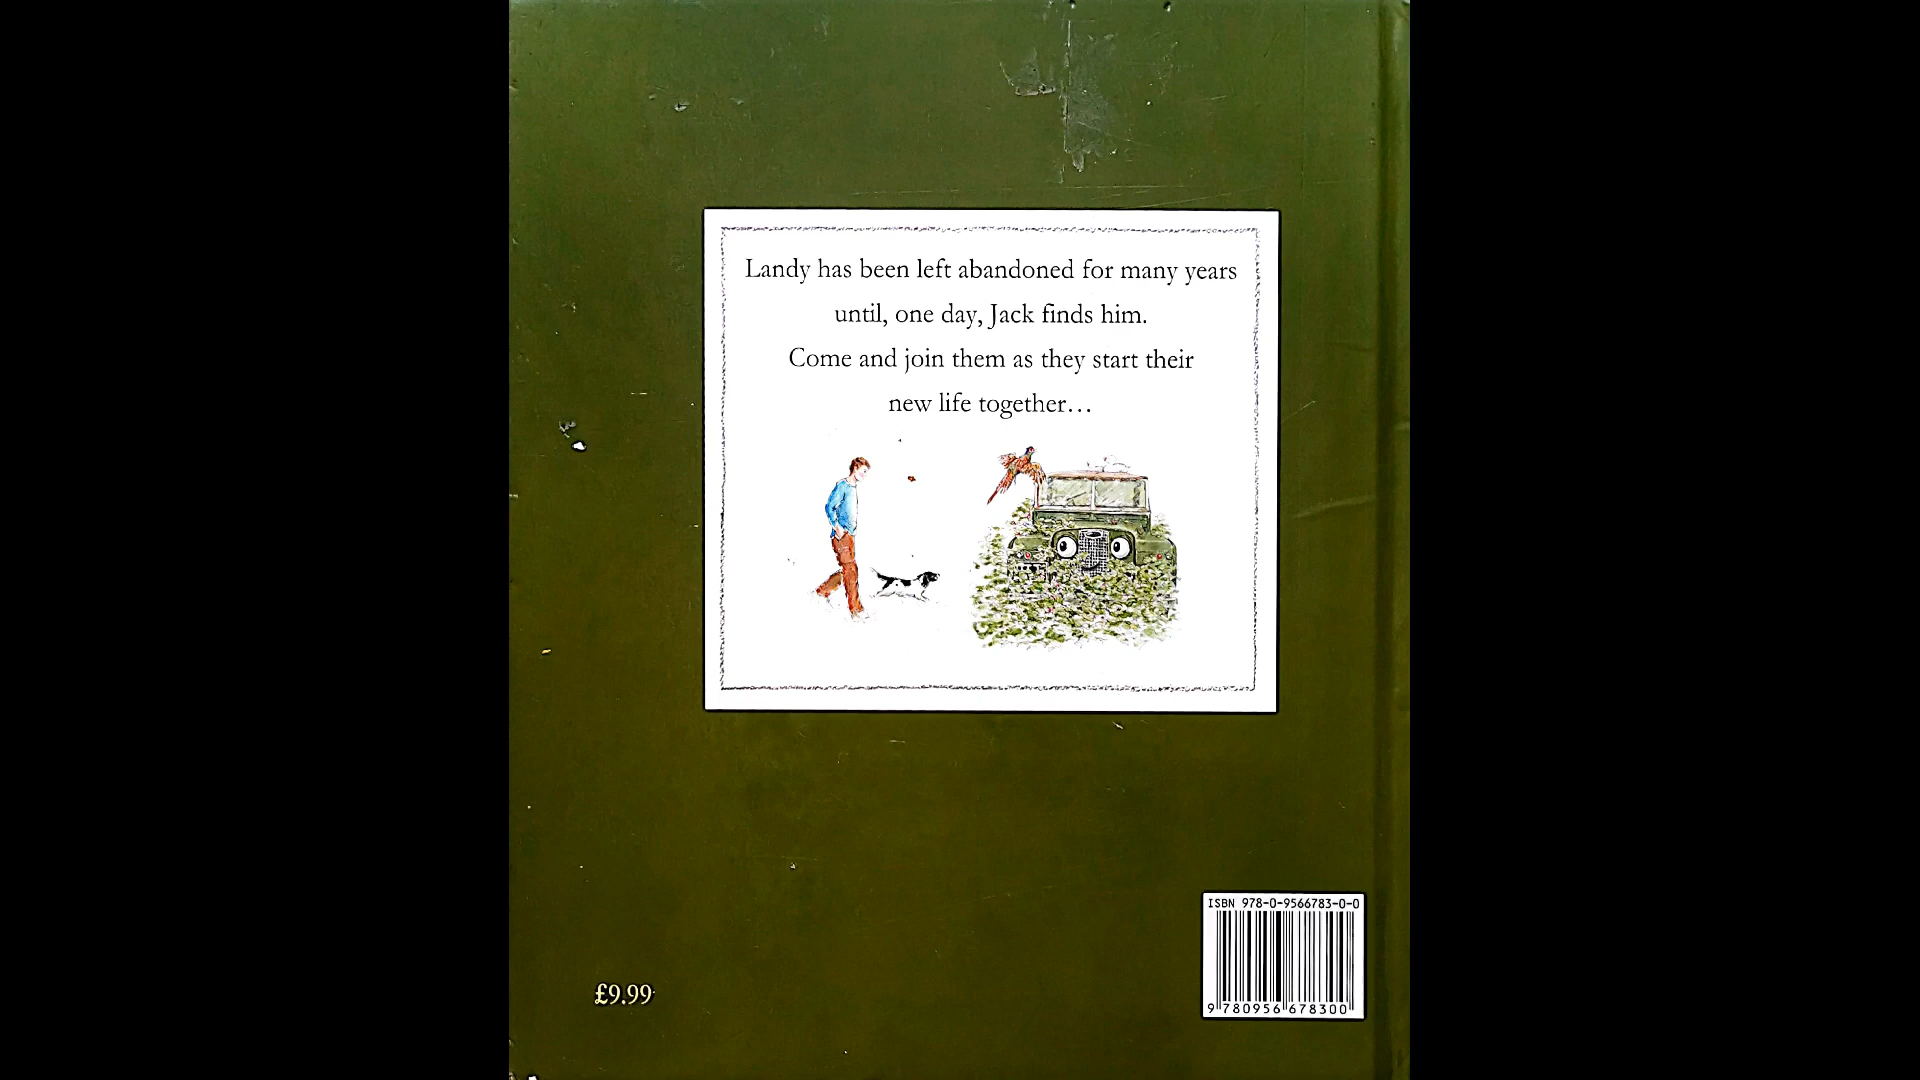 Landy has been left abandoned for many years
until, one day, Jack finds him.
Come and join them as they start their
new life together…
ISBN 978-0-9566783-0-0
9 780956 678300
£9.99